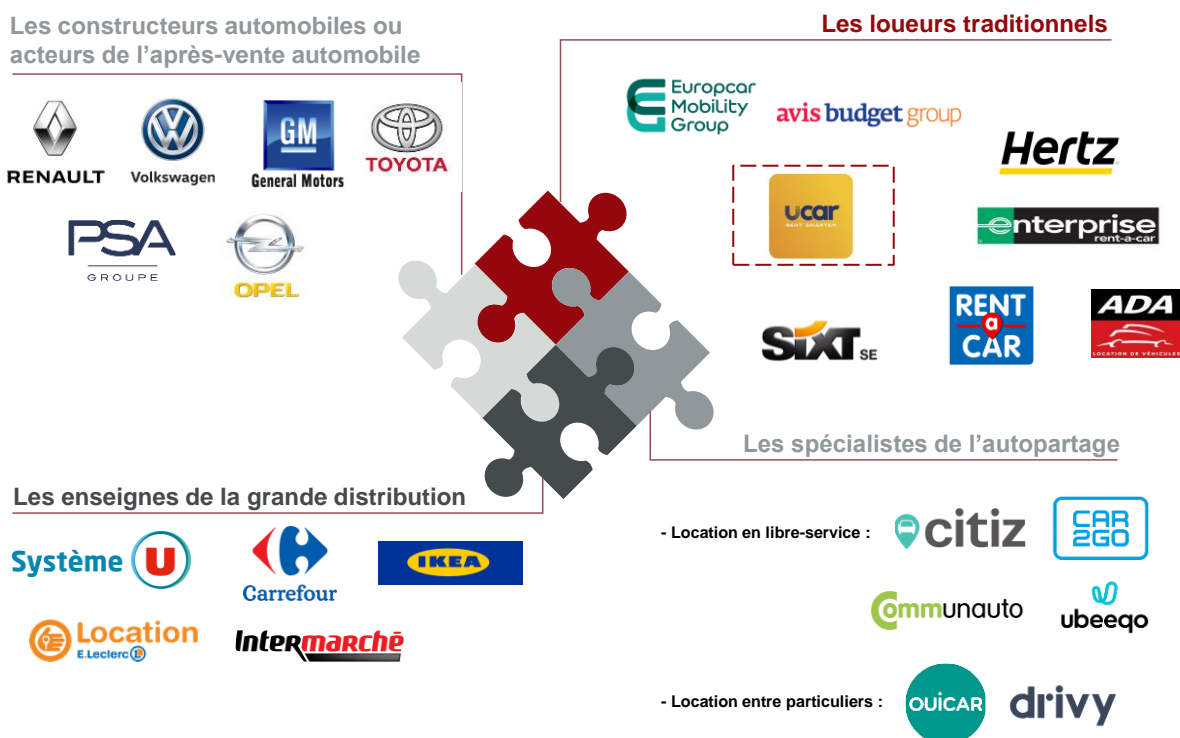 Les constructeurs automobiles ou
acteurs de l'après-vente automobile
RENAULT
Volkswagen
GM
General Motors
TOYOTA
PSA
GROUPE
OPEL
Les loueurs traditionnels
Europcar
Mobility
Group
avis budget group
Hertz
ucar
RENT SMARTER
enterprise
rent-a-car
SIXT SE
RENT
a
CAR
ADA
LOCATION DE VÉHICULES
Les enseignes de la grande distribution
Système U
Carrefour
IKEA
Location
E.Leclerc L
Intermarché
Les spécialistes de l'autopartage
- Location en libre-service :
citiz
CAR
2GO
communauto
ubeeqo
- Location entre particuliers :
OUiCAR
drivy